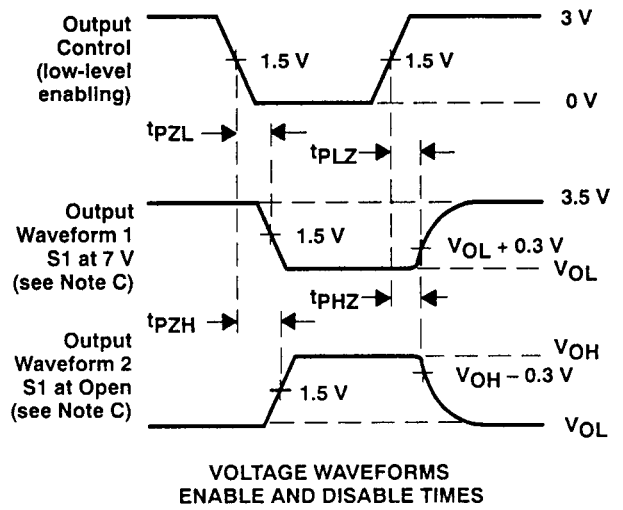 Output
Control
(low-level
enabling)
3 V
1.5 V
1.5 V
0 V
tPZL
tPLZ
Output
Waveform 1
S1 at 7 V
(see Note C)
3.5 V
1.5 V
VOL + 0.3 V
VOL
tPZH
tPHZ
Output
Waveform 2
S1 at Open
(see Note C)
VOH
VOH – 0.3 V
1.5 V
VOL
VOLTAGE WAVEFORMS
ENABLE AND DISABLE TIMES